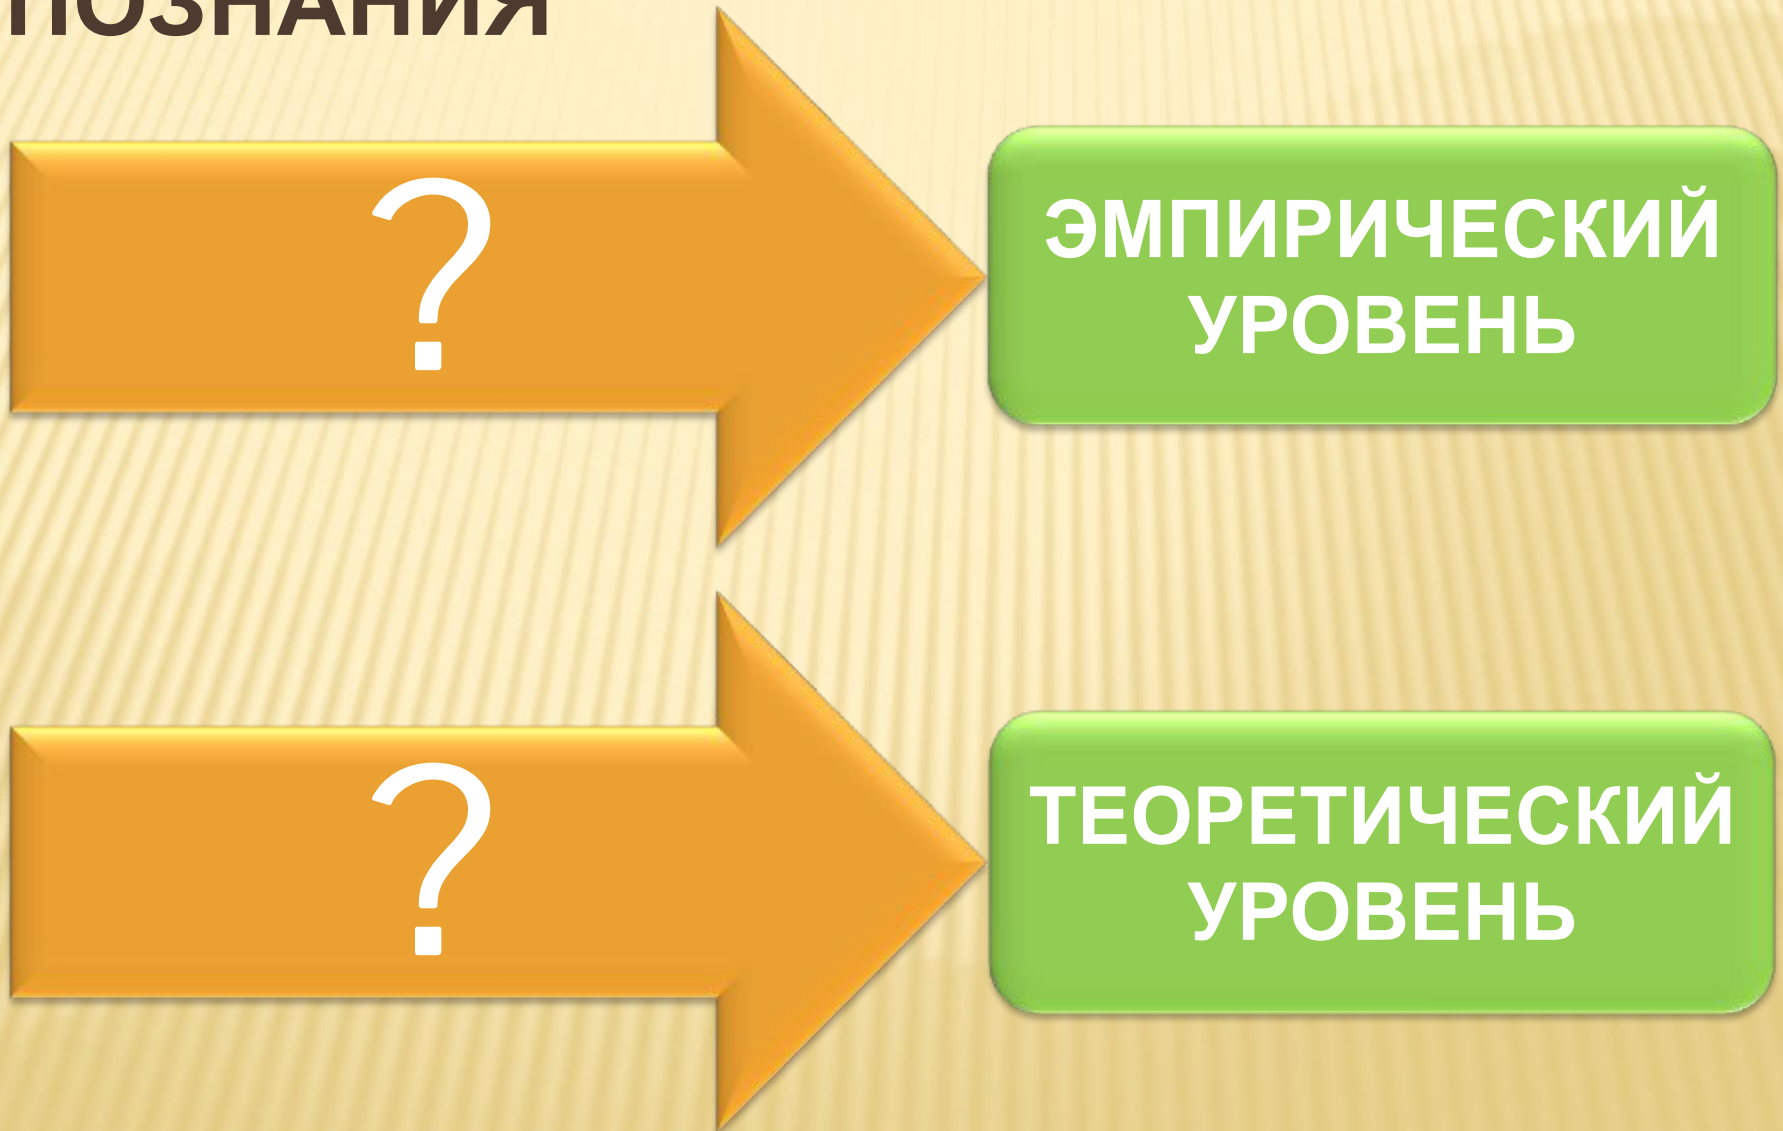 ПОЗНАНИЯ
?
ЭМПИРИЧЕСКИЙ
УРОВЕНЬ
?
ТЕОРЕТИЧЕСКИЙ
УРОВЕНЬ